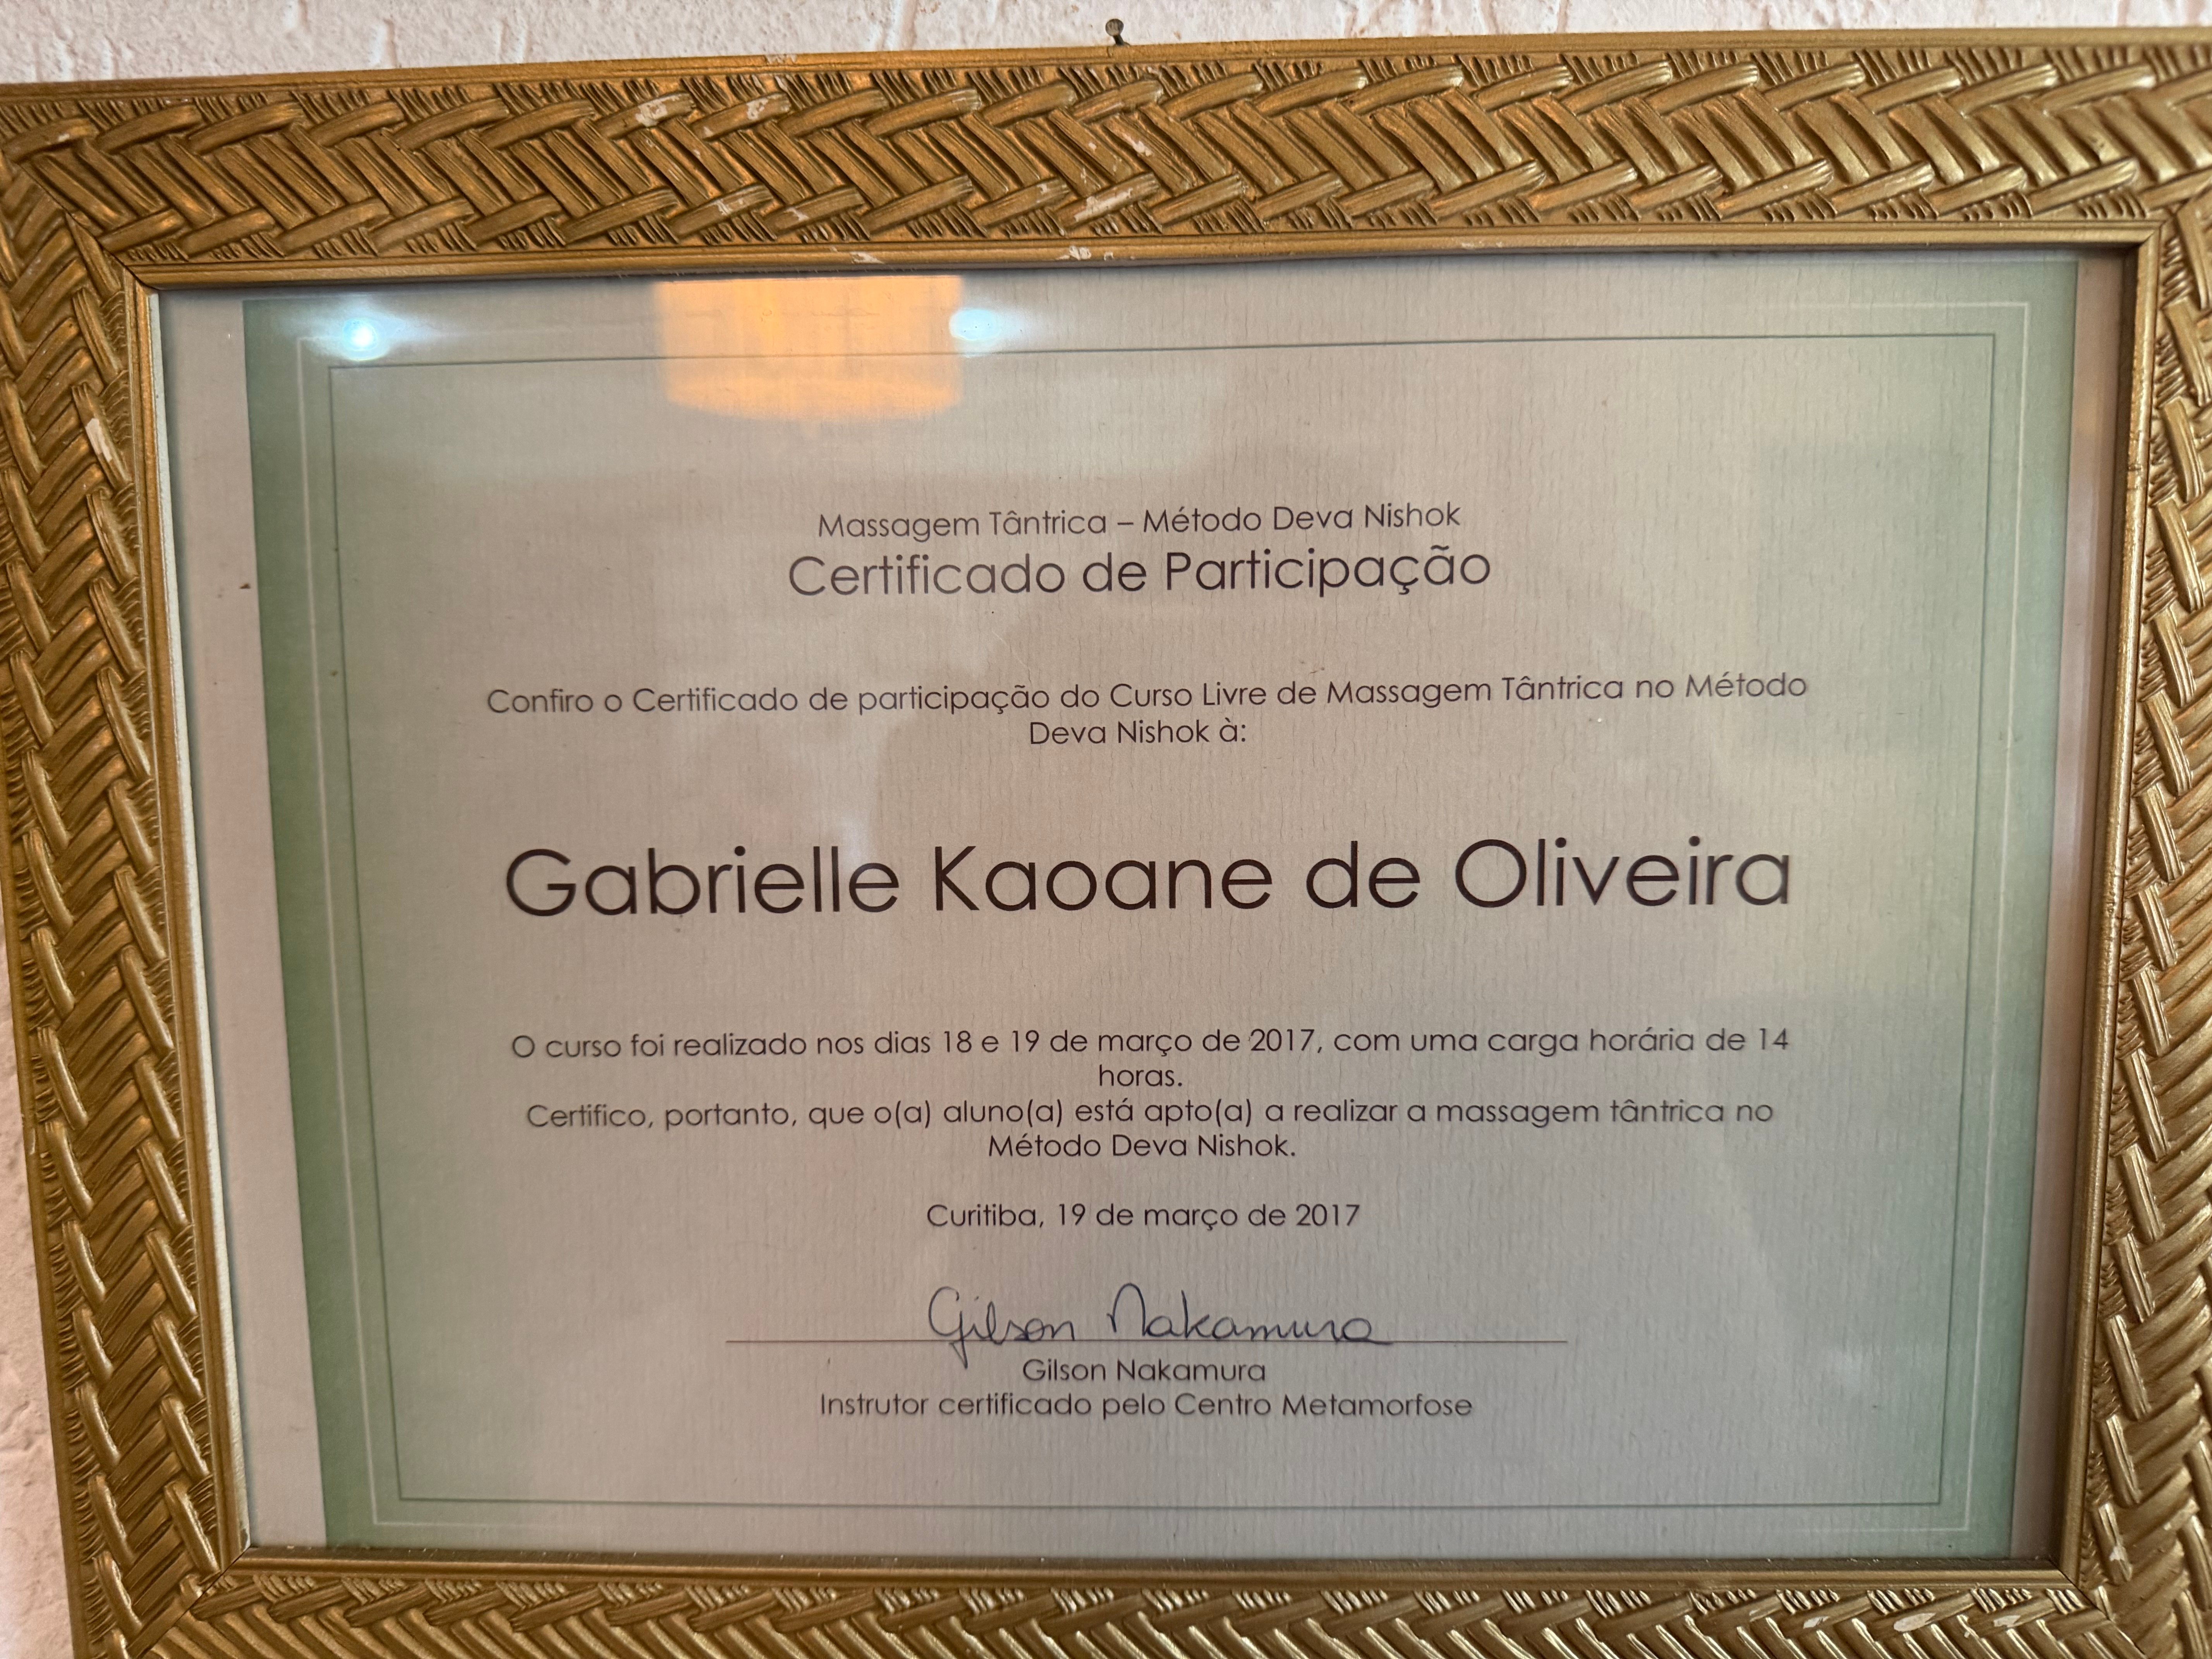 Massagem Tântrica – Método Deva Nishok
Certificado de Participação
Confiro o Certificado de participação do Curso Livre de Massagem Tântrica no Método
Deva Nishok à:
Gabrielle Kaoane de Oliveira
O curso foi realizado nos dias 18 e 19 de março de 2017, com uma carga horária de 14
horas.
Certifico, portanto, que o(a) aluno(a) está apto(a) a realizar a massagem tântrica no
Método Deva Nishok.
Curitiba, 19 de março de 2017
Gilson Nakamura
Gilson Nakamura
Instrutor certificado pelo Centro Metamorfose